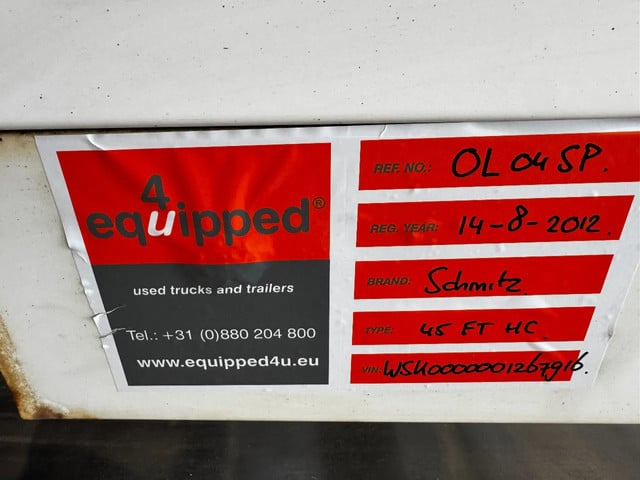 4
equipped®
used trucks and trailers
Tel.: +31 (0)880 204 800
www.equipped4u.eu
REF. NO.: OL 04 SP.
REG. YEAR: 14-8-2012.
BRAND: Schmitz
TYPE: 45 FT HC
VIN: WSK0000001267916.